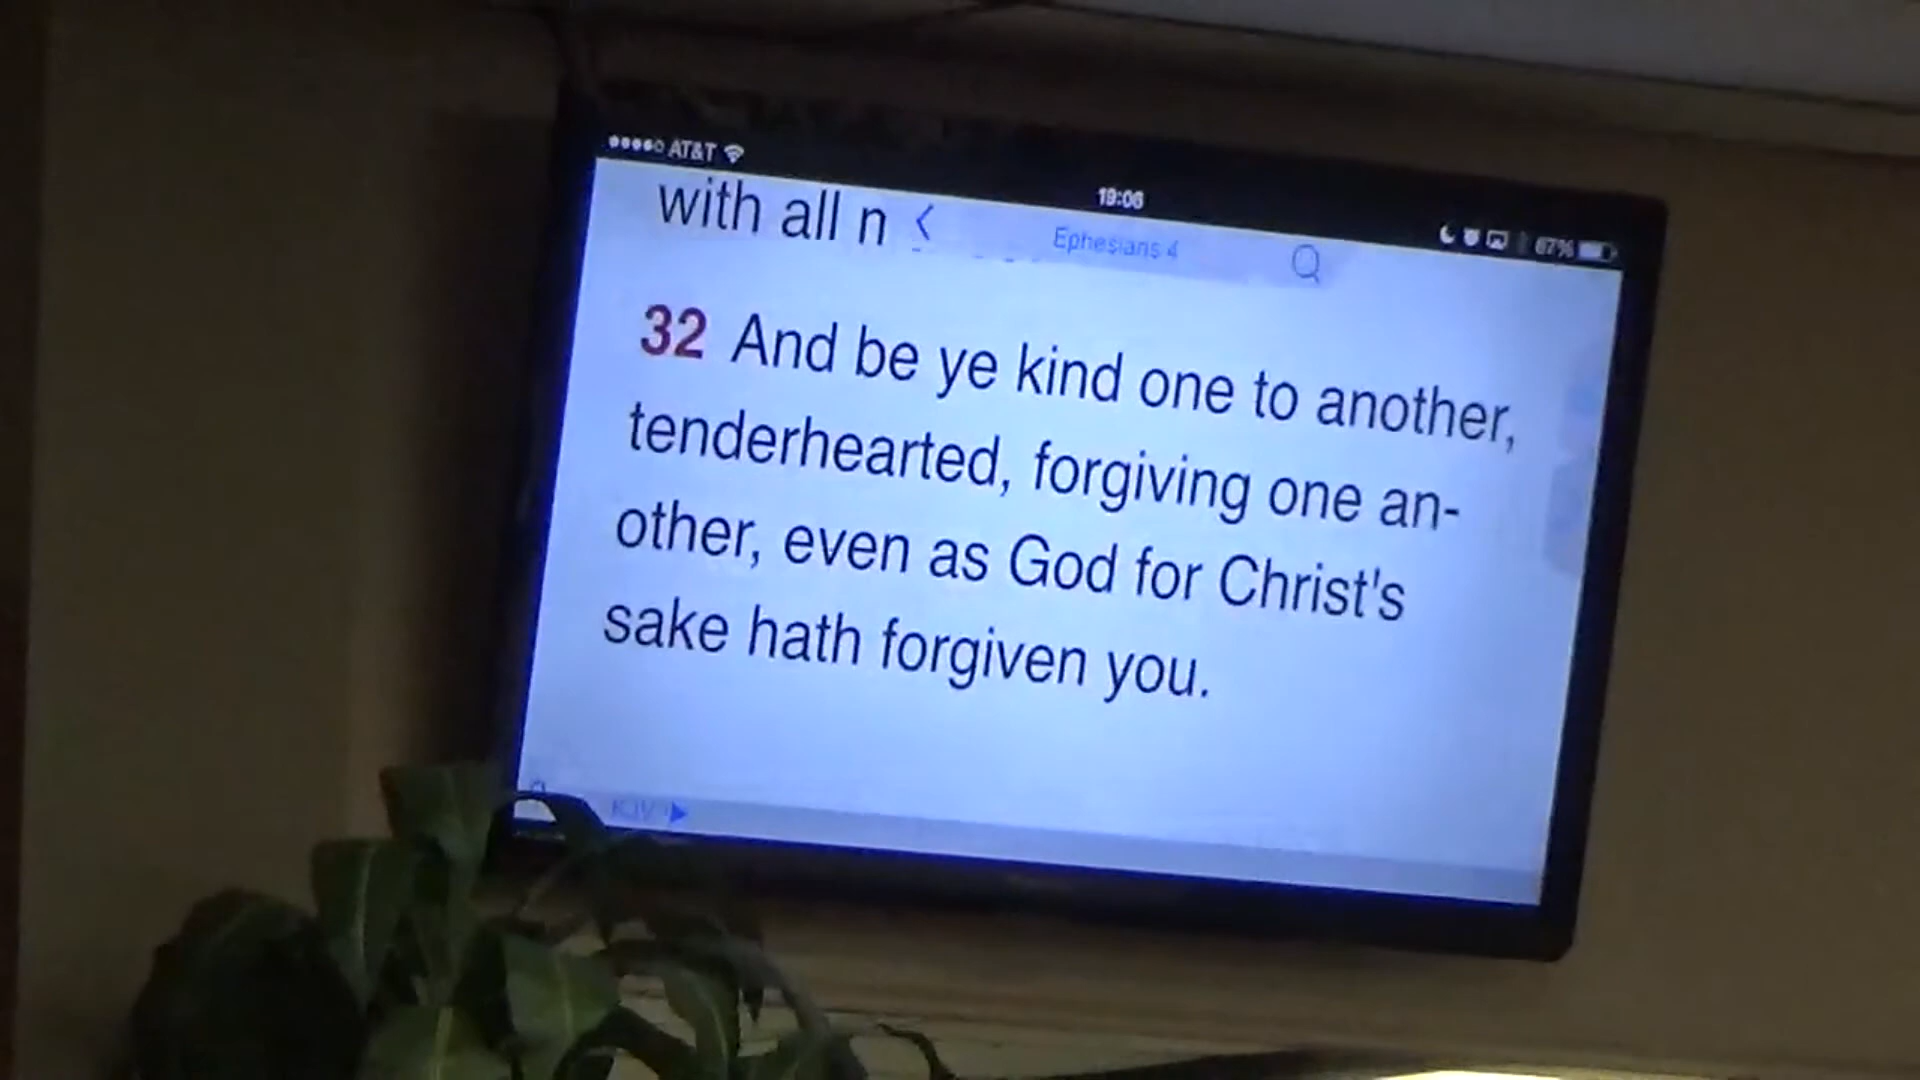 AT&T
19:06
67%
with all n
Ephesians 4
32 And be ye kind one to another,
tenderhearted, forgiving one an-
other, even as God for Christ's
sake hath forgiven you.
KJV